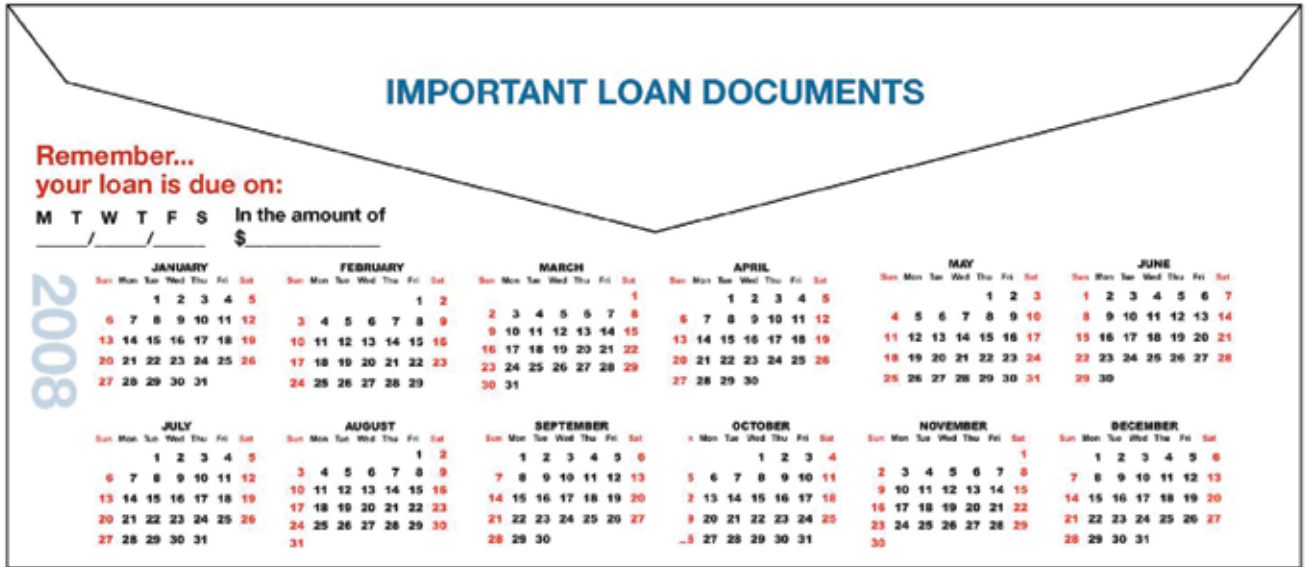 IMPORTANT LOAN DOCUMENTS
Remember...
your loan is due on:
M T W T F S In the amount of
_____/_____/_____ $_____________
2008
JANUARY
Sun Mon Tue Wed Thu Fri Sat
1 2 3 4 5
6 7 8 9 10 11 12
13 14 15 16 17 18 19
20 21 22 23 24 25 26
27 28 29 30 31
FEBRUARY
Sun Mon Tue Wed Thu Fri Sat
1 2
3 4 5 6 7 8 9
10 11 12 13 14 15 16
17 18 19 20 21 22 23
24 25 26 27 28 29
MARCH
Sun Mon Tue Wed Thu Fri Sat
1
2 3 4 5 6 7 8
9 10 11 12 13 14 15
16 17 18 19 20 21 22
23 24 25 26 27 28 29
30 31
APRIL
Sun Mon Tue Wed Thu Fri Sat
1 2 3 4 5
6 7 8 9 10 11 12
13 14 15 16 17 18 19
20 21 22 23 24 25 26
27 28 29 30
MAY
Sun Mon Tue Wed Thu Fri Sat
1 2 3
4 5 6 7 8 9 10
11 12 13 14 15 16 17
18 19 20 21 22 23 24
25 26 27 28 29 30 31
JUNE
Sun Mon Tue Wed Thu Fri Sat
1 2 3 4 5 6 7
8 9 10 11 12 13 14
15 16 17 18 19 20 21
22 23 24 25 26 27 28
29 30
JULY
Sun Mon Tue Wed Thu Fri Sat
1 2 3 4 5
6 7 8 9 10 11 12
13 14 15 16 17 18 19
20 21 22 23 24 25 26
27 28 29 30 31
AUGUST
Sun Mon Tue Wed Thu Fri Sat
1 2
3 4 5 6 7 8 9
10 11 12 13 14 15 16
17 18 19 20 21 22 23
24 25 26 27 28 29 30
31
SEPTEMBER
Sun Mon Tue Wed Thu Fri Sat
1 2 3 4 5 6
7 8 9 10 11 12 13
14 15 16 17 18 19 20
21 22 23 24 25 26 27
28 29 30
OCTOBER
Mon Tue Wed Thu Fri Sat
1 2 3 4
5 6 7 8 9 10 11
2 13 14 15 16 17 18
9 20 21 22 23 24 25
27 28 29 30 31
NOVEMBER
Sun Mon Tue Wed Thu Fri Sat
1
2 3 4 5 6 7 8
9 10 11 12 13 14 15
16 17 18 19 20 21 22
23 24 25 26 27 28 29
30
DECEMBER
Sun Mon Tue Wed Thu Fri Sat
1 2 3 4 5 6
7 8 9 10 11 12 13
14 15 16 17 18 19 20
21 22 23 24 25 26 27
28 29 30 31